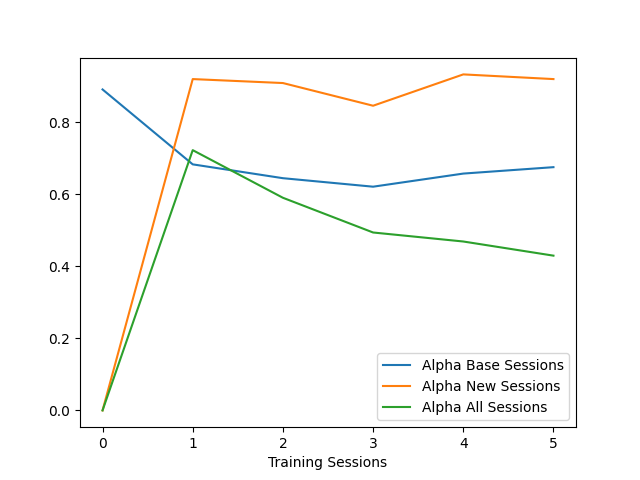 0.8
0.6
0.4
0.2
0.0
Alpha Base Sessions
Alpha New Sessions
Alpha All Sessions
0 1 2 3 4 5
Training Sessions